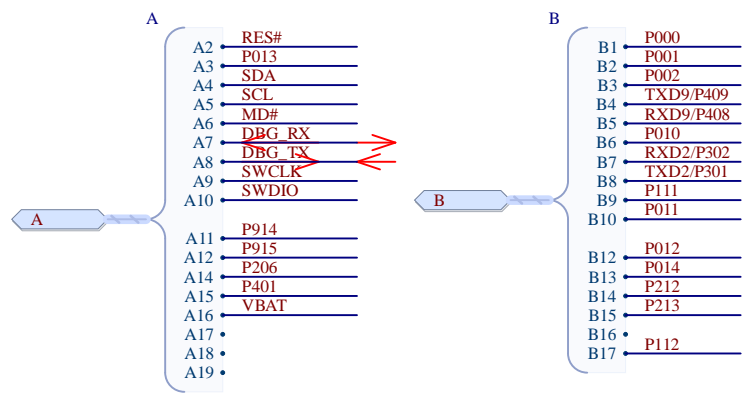 A
A2 RES#
A3 P013
A4 SDA
A5 SCL
A6 MD#
A7 DBG_RX
A8 DBG_TX
A9 SWCLK
A10 SWDIO
A
A11 P914
A12 P915
A14 P206
A15 P401
A16 VBAT
A17
A18
A19
B
B1 P000
B2 P001
B3 P002
B4 TXD9/P409
B5 RXD9/P408
B6 P010
B7 RXD2/P302
B8 TXD2/P301
B9 P111
B
B10 P011
B12 P012
B13 P014
B14 P212
B15 P213
B16
B17 P112